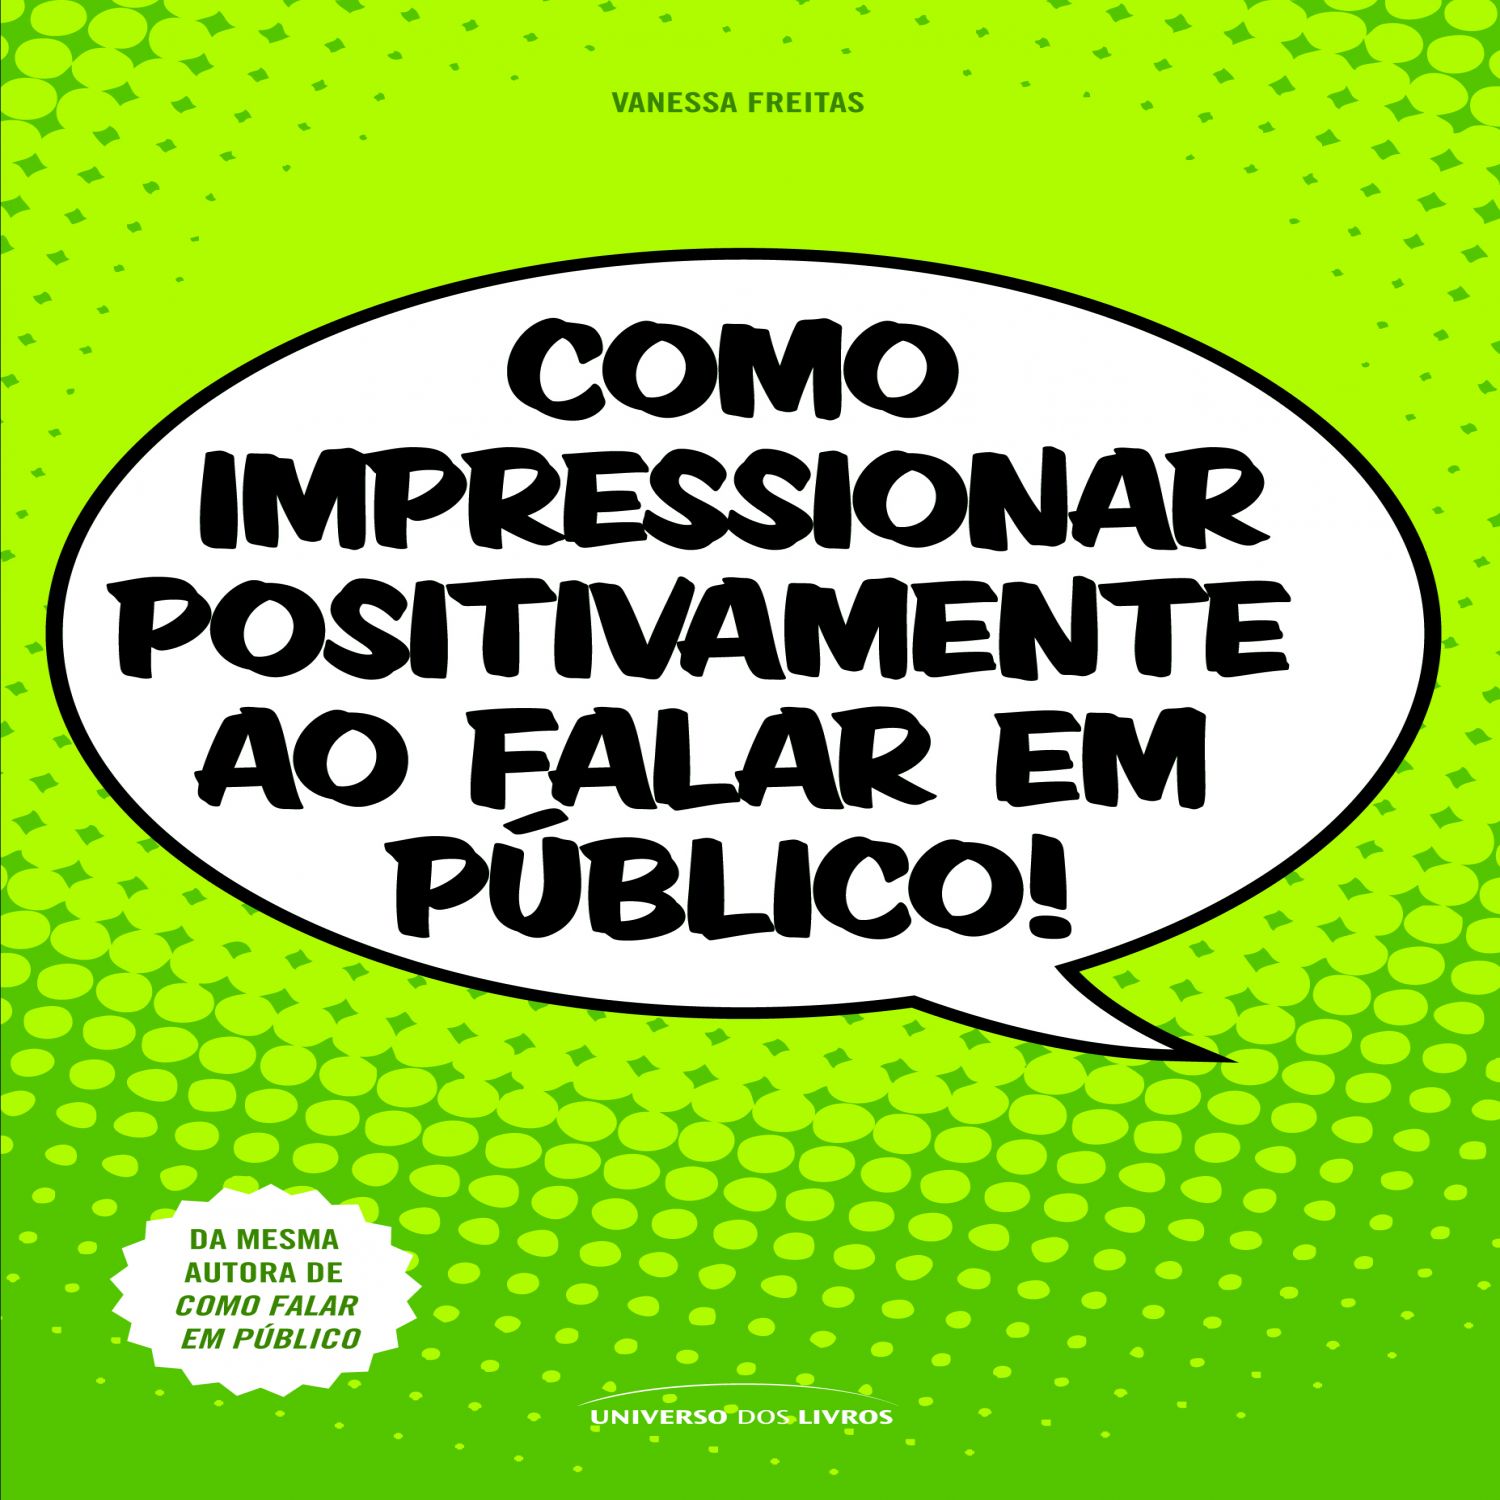 VANESSA FREITAS
COMO
IMPRESSIONAR
POSITIVAMENTE
AO FALAR EM
PÚBLICO!
DA MESMA
AUTORA DE
COMO FALAR
EM PÚBLICO
UNIVERSO DOS LIVROS